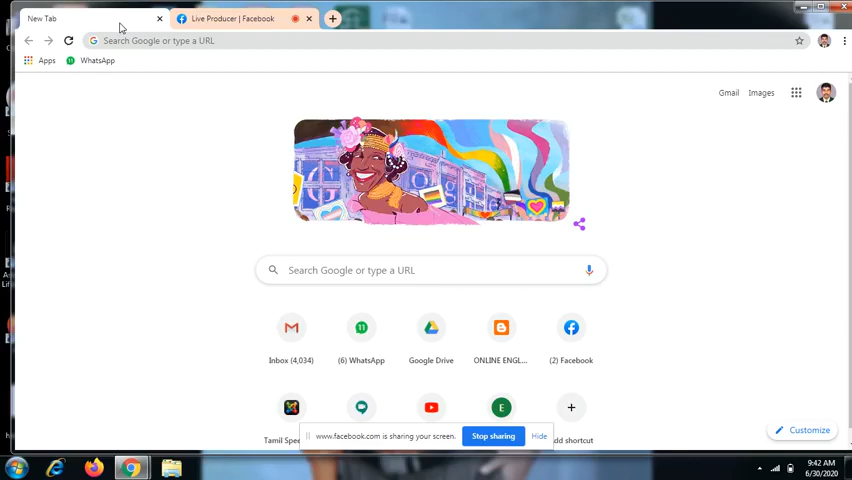 New Tab
Live Producer | Facebook
Search Google or type a URL
Apps
WhatsApp
Gmail
Images
Google
Search Google or type a URL
Inbox (4,034)
(6) WhatsApp
Google Drive
ONLINE ENGL...
(2) Facebook
Tamil Spe
dd shortcut
www.facebook.com is sharing your screen.
Stop sharing
Hide
Customize
9:42 AM
6/30/2020